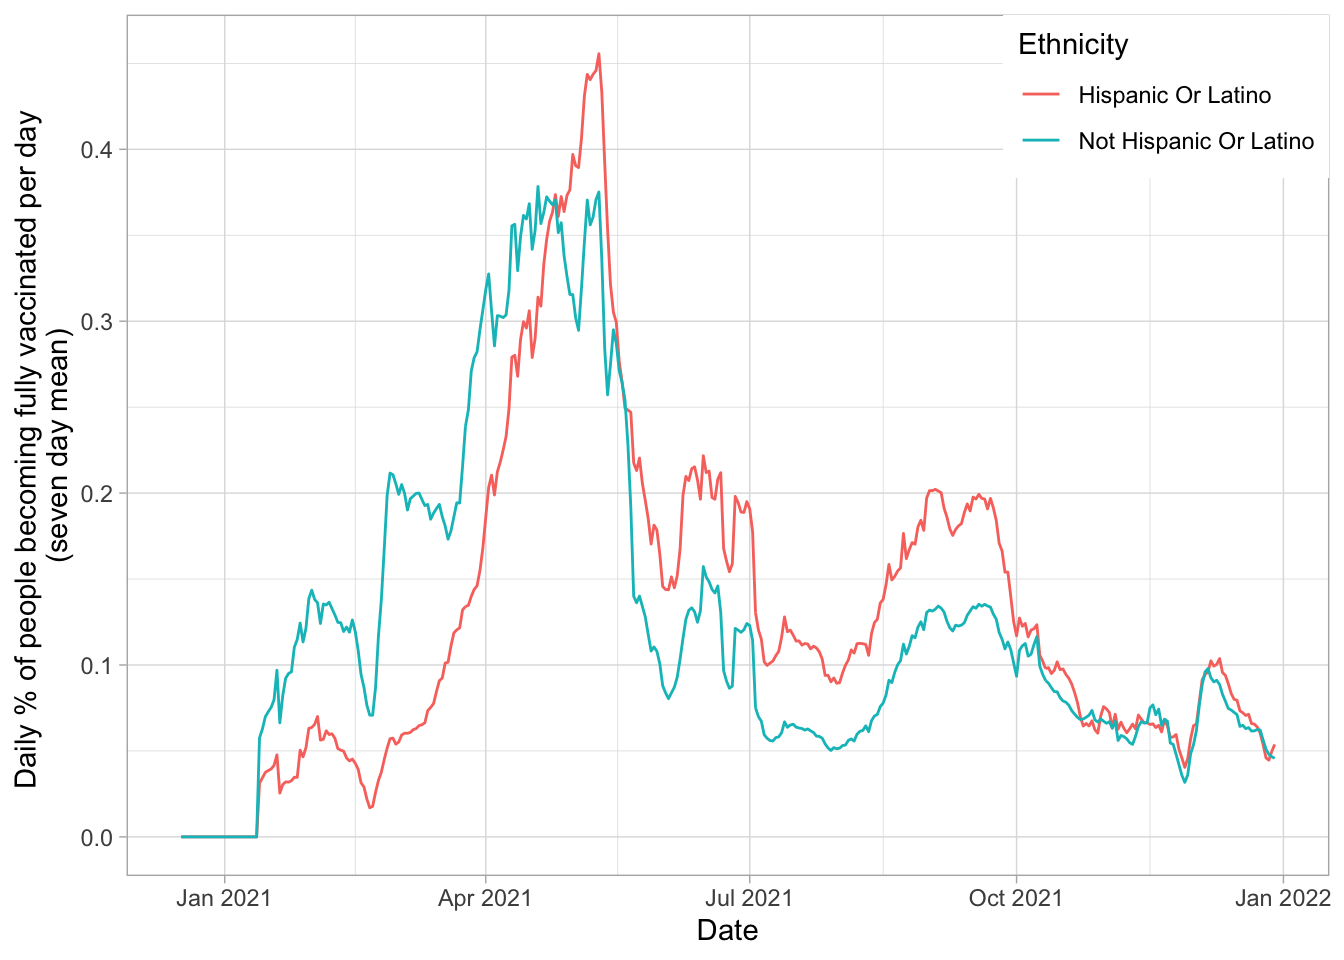 Ethnicity
Hispanic Or Latino
Not Hispanic Or Latino
Daily % of people becoming fully vaccinated per day
(seven day mean)
0.4
0.3
0.2
0.1
0.0
Jan 2021
Apr 2021
Jul 2021
Oct 2021
Jan 2022
Date